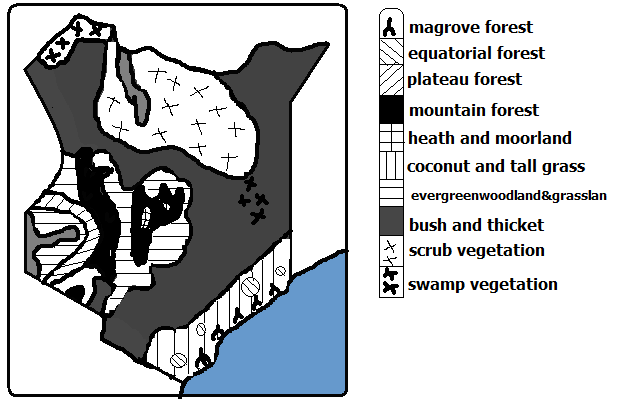 magrove forest
equatorial forest
plateau forest
mountain forest
heath and moorland
coconut and tall grass
evergreenwoodland&grasslan
bush and thicket
scrub vegetation
swamp vegetation